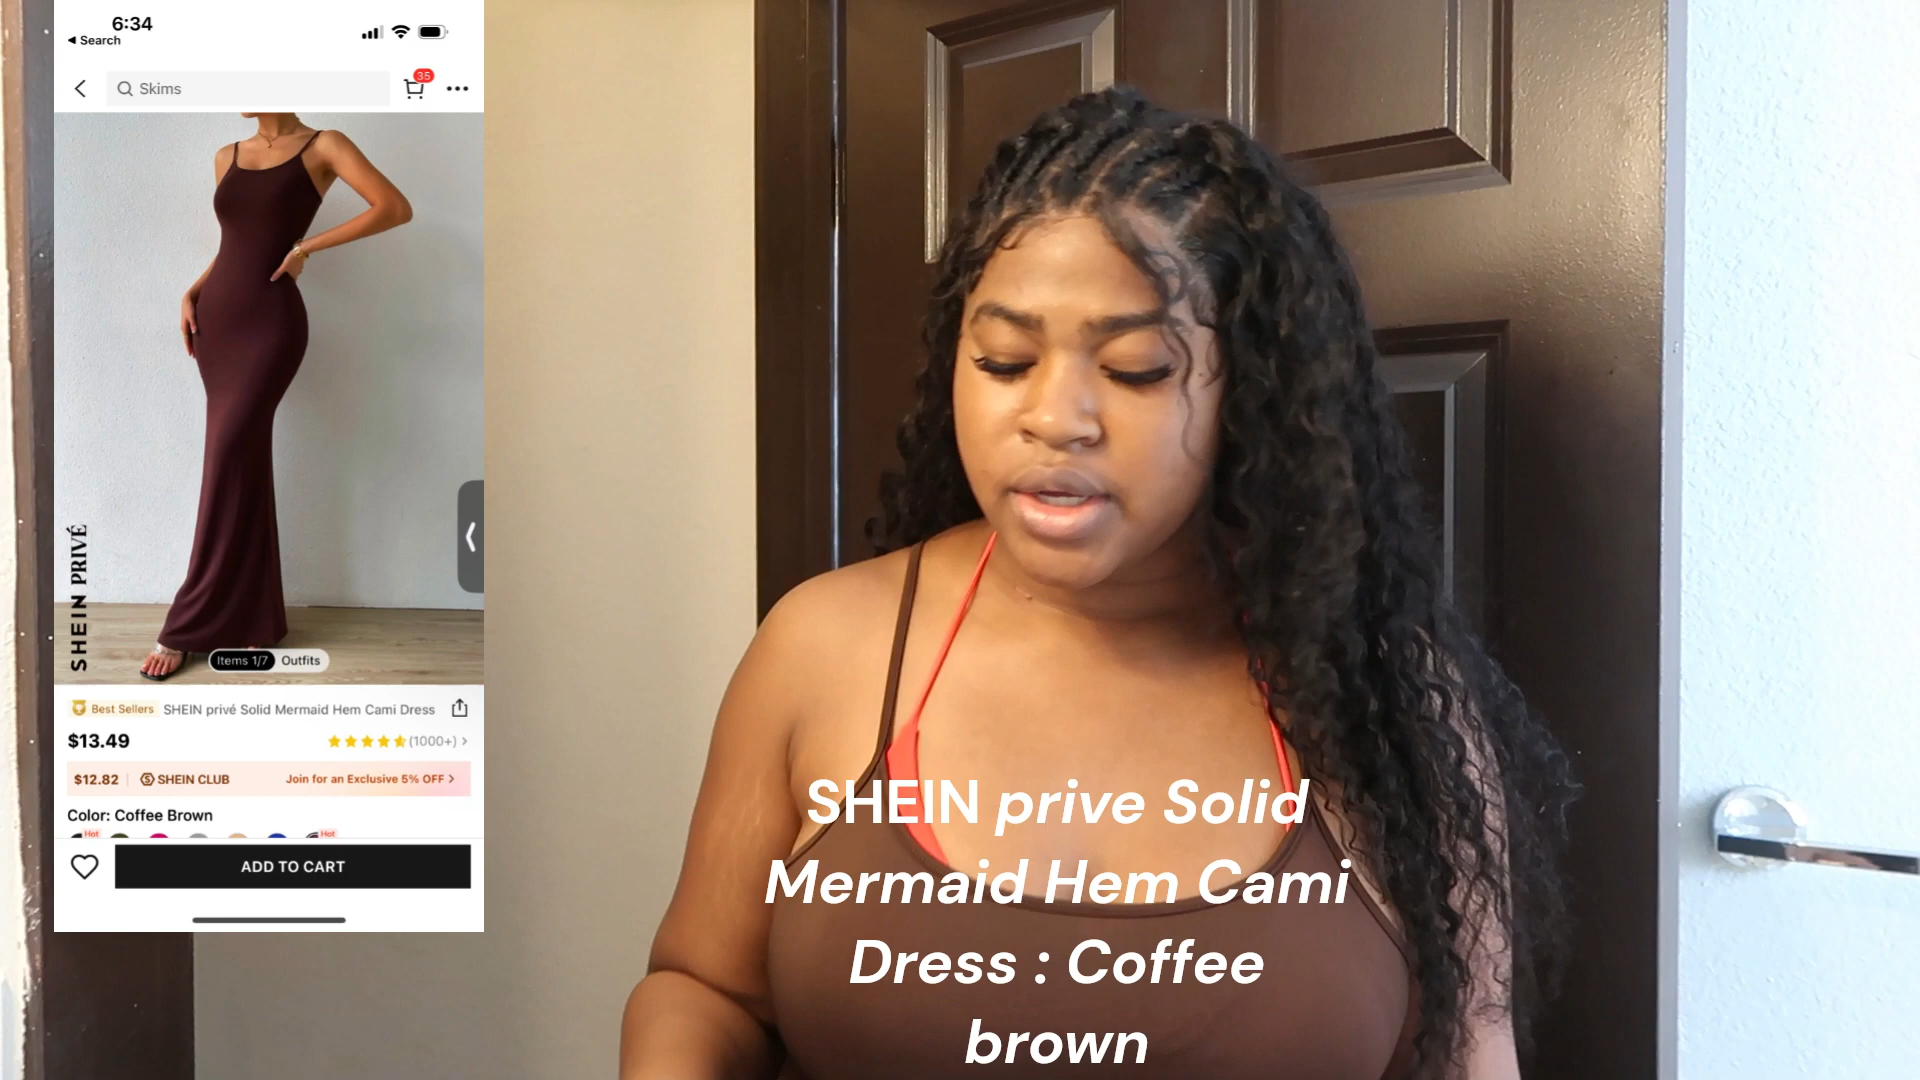 6:34
◀ Search
Skims
35
SHEIN PRIVÉ
Items 1/7 Outfits
Best Sellers SHEIN privé Solid Mermaid Hem Cami Dress
$13.49
(1000+)
$12.82 | S SHEIN CLUB Join for an Exclusive 5% OFF
Color: Coffee Brown
Hot Hot
ADD TO CART
SHEIN prive Solid
Mermaid Hem Cami
Dress : Coffee
brown